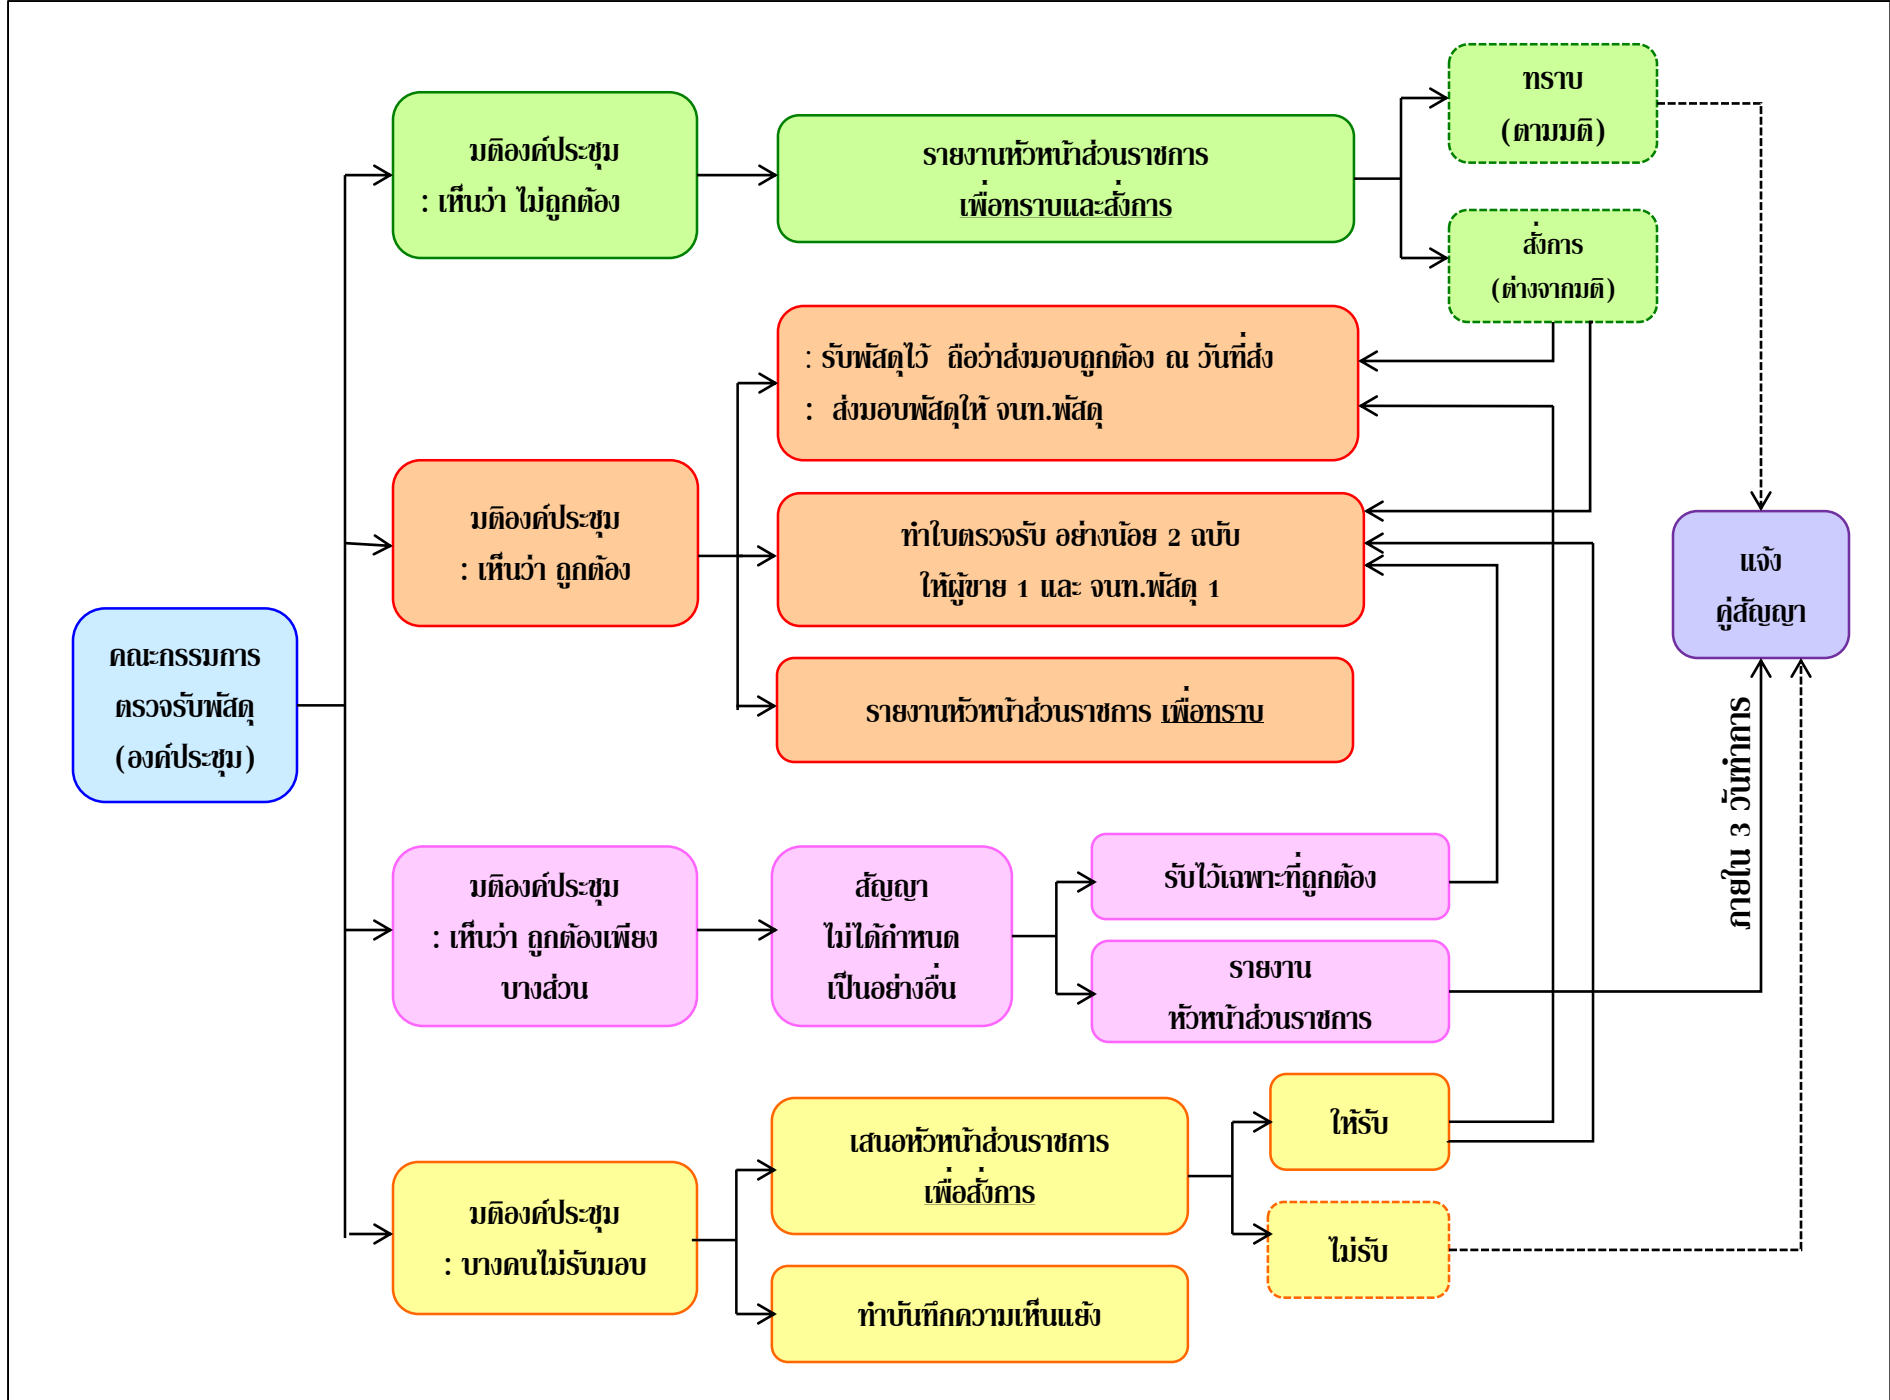 คณะกรรมการ
ตรวจรับพัสดุ
(องค์ประชุม)
มติองค์ประชุม
: เห็นว่า ไม่ถูกต้อง
รายงานหัวหน้าส่วนราชการ
เพื่อทราบและสั่งการ
ทราบ
(ตามมติ)
สั่งการ
(ต่างจากมติ)
มติองค์ประชุม
: เห็นว่า ถูกต้อง
: รับพัสดุไว้ ถือว่าส่งมอบถูกต้อง ณ วันที่ส่ง
: ส่งมอบพัสดุให้ จนท.พัสดุ
ทำใบตรวจรับ อย่างน้อย 2 ฉบับ
ให้ผู้ขาย 1 และ จนท.พัสดุ 1
รายงานหัวหน้าส่วนราชการ เพื่อทราบ
มติองค์ประชุม
: เห็นว่า ถูกต้องเพียง
บางส่วน
สัญญา
ไม่ได้กำหนด
เป็นอย่างอื่น
รับไว้เฉพาะที่ถูกต้อง
รายงาน
หัวหน้าส่วนราชการ
มติองค์ประชุม
: บางคนไม่รับมอบ
เสนอหัวหน้าส่วนราชการ
เพื่อสั่งการ
ทำบันทึกความเห็นแย้ง
ให้รับ
ไม่รับ
แจ้ง
คู่สัญญา
ภายใน 3 วันทำการ